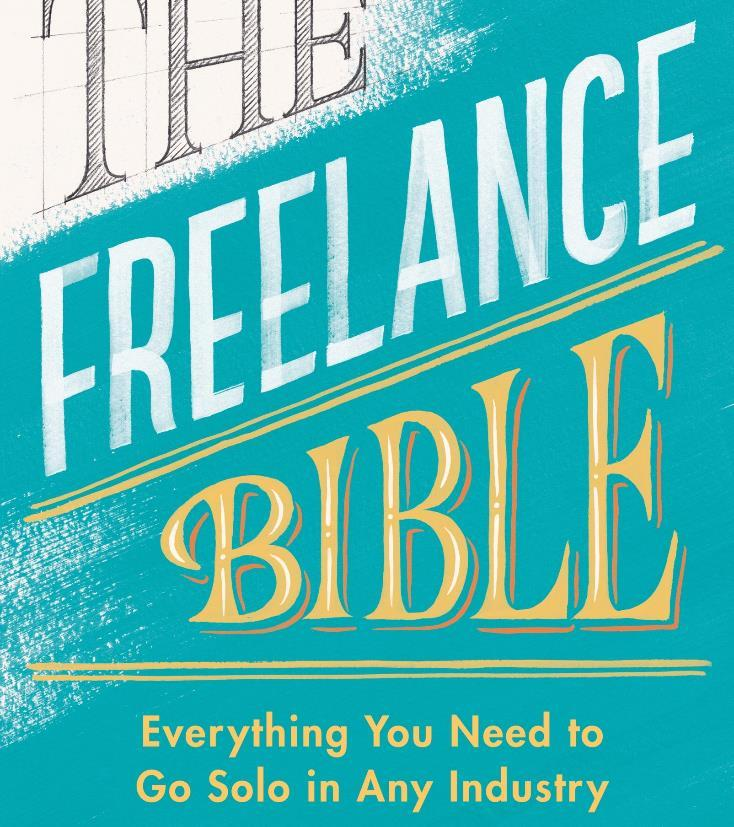 THE
FREELANCE
BIBLE
Everything You Need to
Go Solo in Any Industry